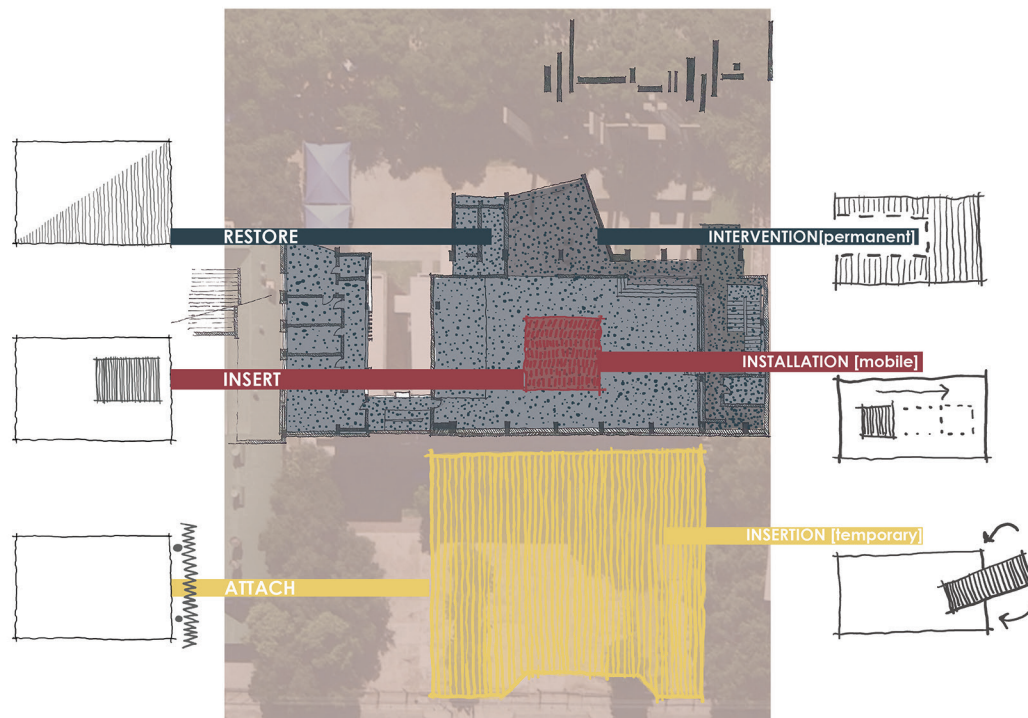 RESTORE
INTERVENTION[permanent]
INSERT
INSTALLATION [mobile]
ATTACH
INSERTION [temporary]